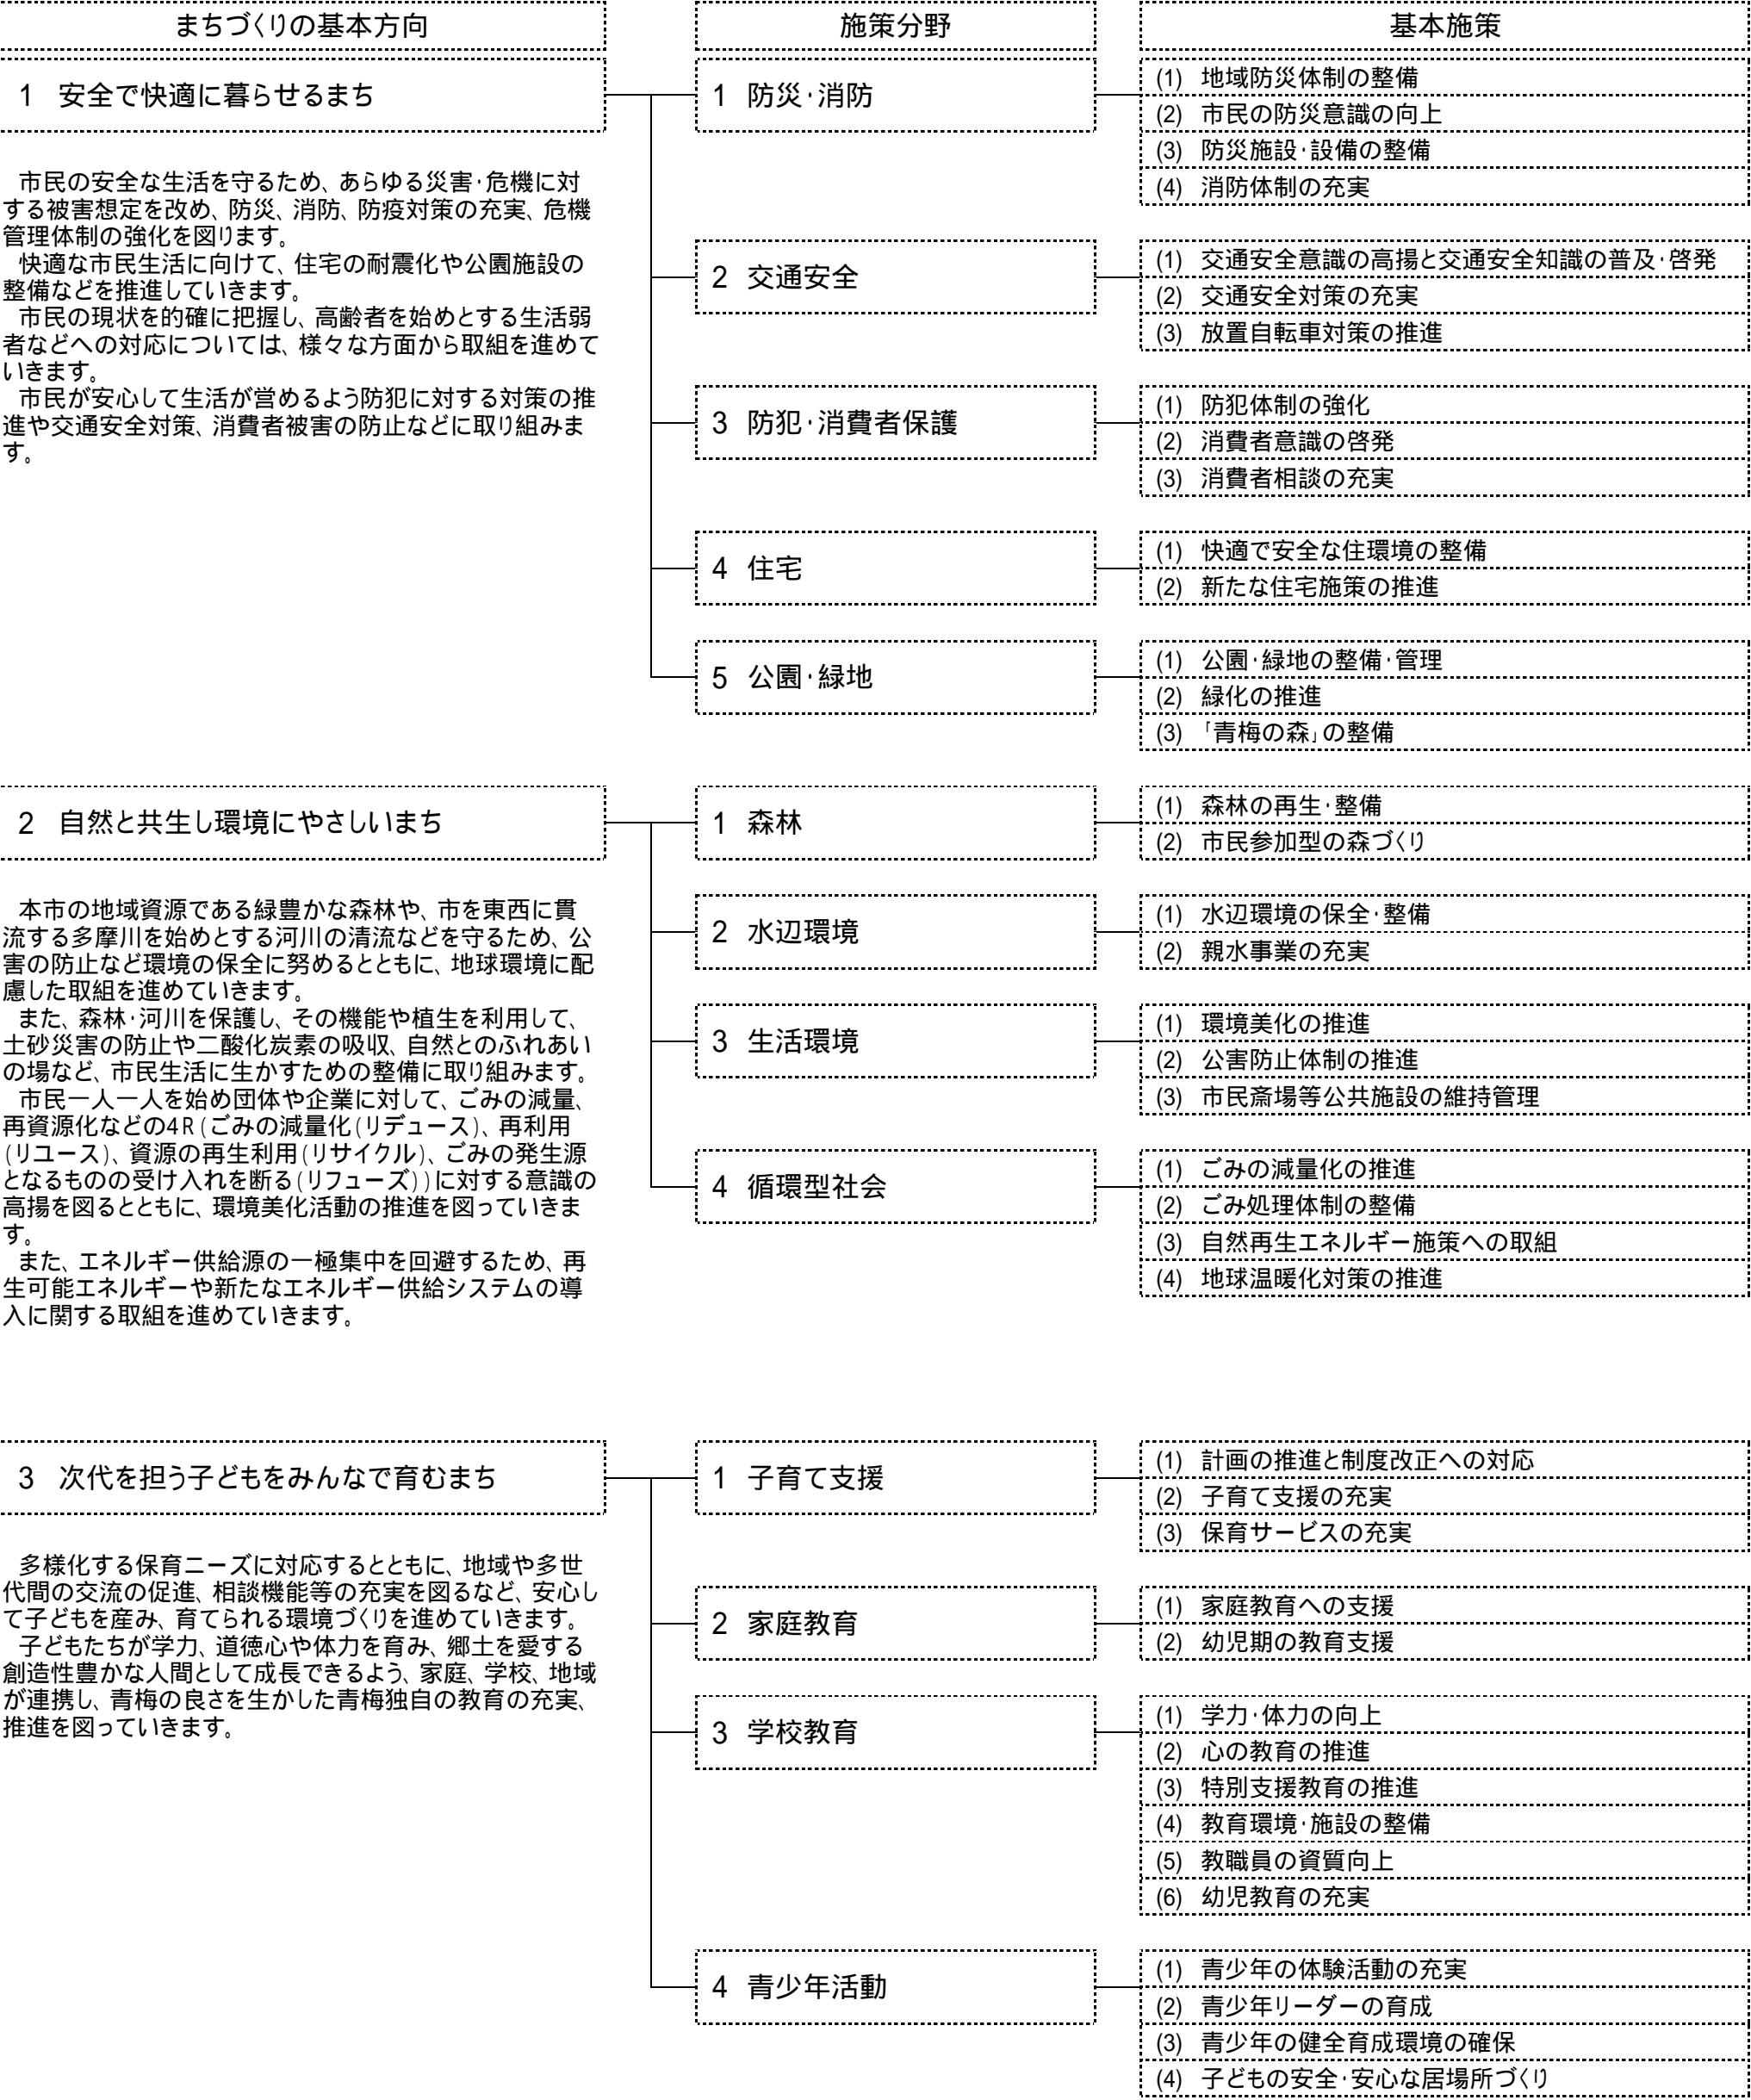 まちづくりの基本方向
施策分野
基本施策
1 安全で快適に暮らせるまち
市民の安全な生活を守るため、あらゆる災害・危機に対
する被害想定を改め、防災、消防、防疫対策の充実、危機
管理体制の強化を図ります。
快適な市民生活に向けて、住宅の耐震化や公園施設の
整備などを推進していきます。
市民の現状を的確に把握し、高齢者を始めとする生活弱
者などへの対応については、様々な方面から取組を進めて
いきます。
市民が安心して生活が営めるよう防犯に対する対策の推
進や交通安全対策、消費者被害の防止などに取り組みま
す。
1 防災・消防
(1) 地域防災体制の整備
(2) 市民の防災意識の向上
(3) 防災施設・設備の整備
(4) 消防体制の充実
2 交通安全
(1) 交通安全意識の高揚と交通安全知識の普及・啓発
(2) 交通安全対策の充実
(3) 放置自転車対策の推進
3 防犯・消費者保護
(1) 防犯体制の強化
(2) 消費者意識の啓発
(3) 消費者相談の充実
4 住宅
(1) 快適で安全な住環境の整備
(2) 新たな住宅施策の推進
5 公園・緑地
(1) 公園・緑地の整備・管理
(2) 緑化の推進
(3) 「青梅の森」の整備
2 自然と共生し環境にやさしいまち
本市の地域資源である緑豊かな森林や、市を東西に貫
流する多摩川を始めとする河川の清流などを守るため、公
害の防止など環境の保全に努めるとともに、地球環境に配
慮した取組を進めていきます。
また、森林・河川を保護し、その機能や植生を利用して、
土砂災害の防止や二酸化炭素の吸収、自然とのふれあい
の場など、市民生活に生かすための整備に取り組みます。
市民一人一人を始め団体や企業に対して、ごみの減量、
再資源化などの4R(ごみの減量化(リデュース)、再利用
(リユース)、資源の再生利用(リサイクル)、ごみの発生源
となるものの受け入れを断る(リフューズ))に対する意識の
高揚を図るとともに、環境美化活動の推進を図っていきま
す。
また、エネルギー供給源の一極集中を回避するため、再
生可能エネルギーや新たなエネルギー供給システムの導
入に関する取組を進めていきます。
1 森林
(1) 森林の再生・整備
(2) 市民参加型の森づくり
2 水辺環境
(1) 水辺環境の保全・整備
(2) 親水事業の充実
3 生活環境
(1) 環境美化の推進
(2) 公害防止体制の推進
(3) 市民斎場等公共施設の維持管理
4 循環型社会
(1) ごみの減量化の推進
(2) ごみ処理体制の整備
(3) 自然再生エネルギー施策への取組
(4) 地球温暖化対策の推進
3 次代を担う子どもをみんなで育むまち
多様化する保育ニーズに対応するとともに、地域や多世
代間の交流の促進、相談機能等の充実を図るなど、安心し
て子どもを産み、育てられる環境づくりを進めていきます。
子どもたちが学力、道徳心や体力を育み、郷土を愛する
創造性豊かな人間として成長できるよう、家庭、学校、地域
が連携し、青梅の良さを生かした青梅独自の教育の充実、
推進を図っていきます。
1 子育て支援
(1) 計画の推進と制度改正への対応
(2) 子育て支援の充実
(3) 保育サービスの充実
2 家庭教育
(1) 家庭教育への支援
(2) 幼児期の教育支援
3 学校教育
(1) 学力・体力の向上
(2) 心の教育の推進
(3) 特別支援教育の推進
(4) 教育環境・施設の整備
(5) 教職員の資質向上
(6) 幼児教育の充実
4 青少年活動
(1) 青少年の体験活動の充実
(2) 青少年リーダーの育成
(3) 青少年の健全育成環境の確保
(4) 子どもの安全・安心な居場所づくり